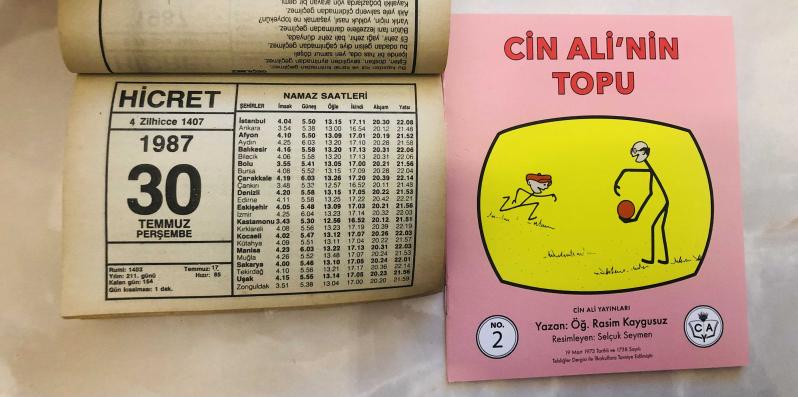 HİCRET
4 Zilhicce 1407
1987
30
TEMMUZ
PERŞEMBE
Rumi: 1403 Temmuz: 17
Yılın: 211. günü Hızır: 86
Kalan gün: 154
Gün kısalması: 1 dak.
NAMAZ SAATLERİ
ŞEHİRLER İmsak Güneş Öğle İkindi Akşam Yatsı
İstanbul 4.04 5.50 13.15 17.11 20.30 22.08
Ankara 3.54 5.38 13.00 16.54 20.12 21.48
Afyon 4.10 5.50 13.09 17.01 20.19 21.52
Aydın 4.25 6.03 13.20 17.10 20.28 21.58
Balıkesir 4.16 5.58 13.20 17.13 20.31 22.06
Bilecik 4.06 5.58 13.20 17.13 20.31 22.06
Bolu 3.55 5.41 13.05 17.00 20.21 21.56
Bursa 4.08 5.52 13.15 17.09 20.28 22.04
Çanakkale 4.19 6.03 13.26 17.20 20.39 22.14
Çankırı 3.48 5.33 12.57 16.52 20.11 21.48
Denizli 4.20 5.58 13.15 17.05 20.22 21.53
Edirne 4.11 5.58 13.25 17.22 20.42 22.21
Eskişehir 4.05 5.48 13.09 17.03 20.21 21.56
İzmir 4.25 6.04 13.23 17.14 20.32 22.03
Kastamonu 3.43 5.30 12.56 16.52 20.12 21.51
Kırklareli 4.08 5.56 13.23 17.19 20.39 22.19
Kocaeli 4.02 5.47 13.12 17.07 20.26 22.03
Kütahya 4.09 5.51 13.11 17.04 20.22 21.57
Manisa 4.23 6.03 13.22 17.13 20.31 22.03
Muğla 4.26 5.52 13.48 17.07 20.24 21.53
Sakarya 4.00 5.46 13.10 17.05 20.24 22.01
Tekirdağ 4.10 5.56 13.21 17.17 20.36 22.14
Uşak 4.15 5.55 13.14 17.05 20.23 21.56
Zonguldak 3.51 5.38 13.04 17.00 20.20 21.59
CİN ALİ'NİN
TOPU
CİN ALİ YAYINLARI
NO.
2
Yazan: Öğ. Rasim Kaygusuz
Resimleyen: Selçuk Seymen
19 Mart 1973 Tarihli ve 1738 Sayılı
Tebliğler Dergisi ile İlkokullara Tavsiye Edilmiştir
C A Y